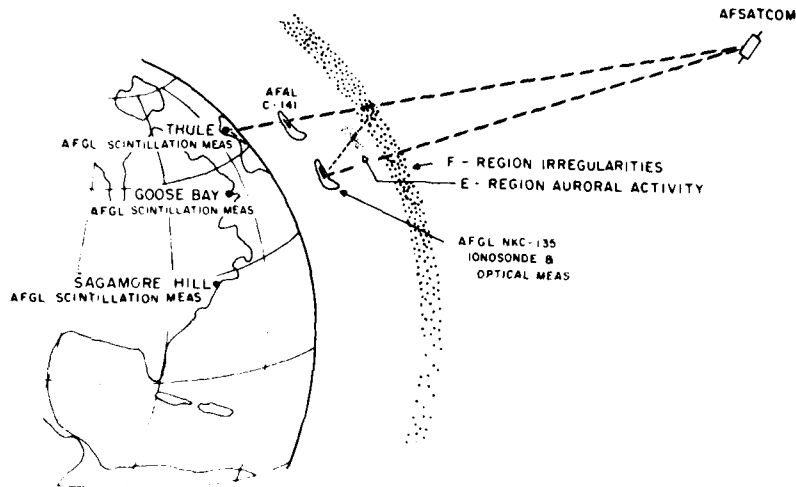 AFSATCOM
AFAL
C-141
THULE
AFGL SCINTILLATION MEAS
F - REGION IRREGULARITIES
E - REGION AURORAL ACTIVITY
GOOSE BAY
AFGL SCINTILLATION MEAS
AFGL NKC-135
IONOSONDE &
OPTICAL MEAS
SAGAMORE HILL
AFGL SCINTILLATION MEAS